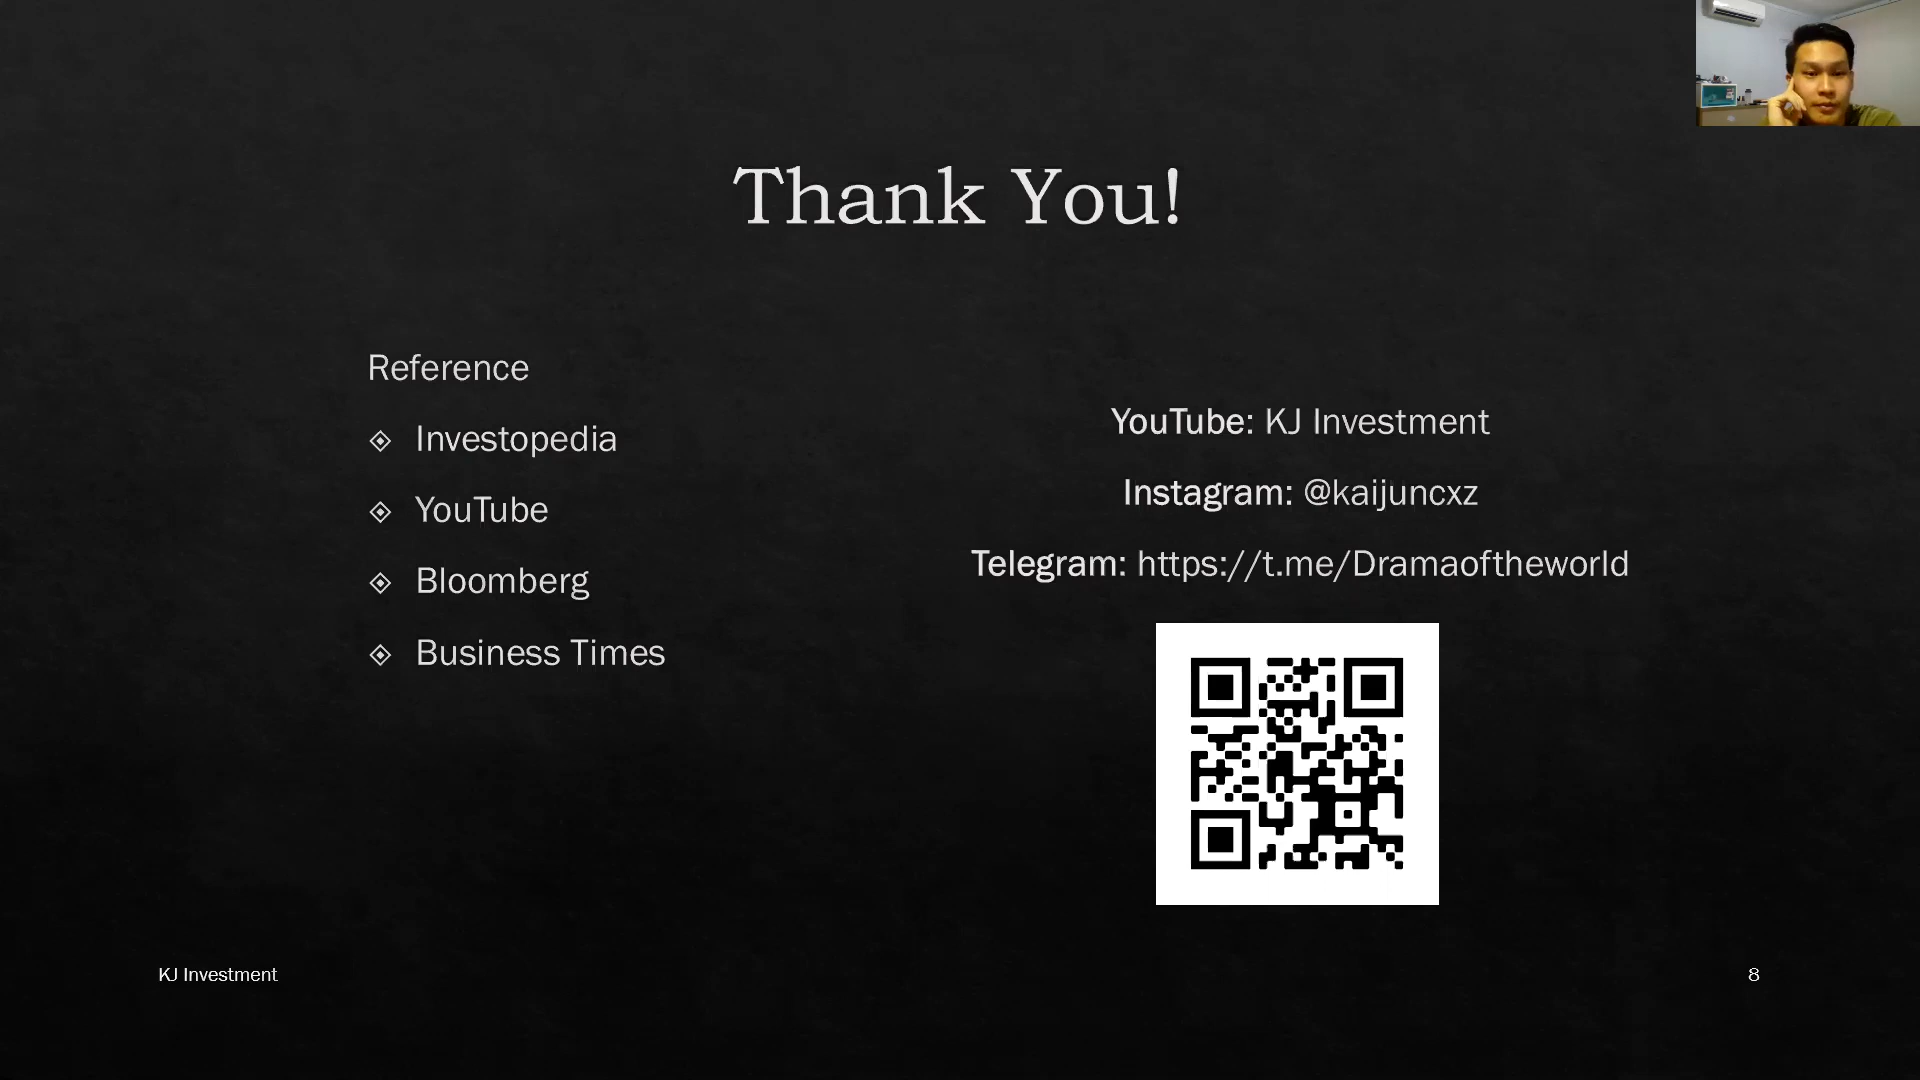 Thank You!
Reference
Investopedia
YouTube
Bloomberg
Business Times
YouTube: KJ Investment
Instagram: @kaijuncxz
Telegram: https://t.me/Dramaoftheworld
KJ Investment
8